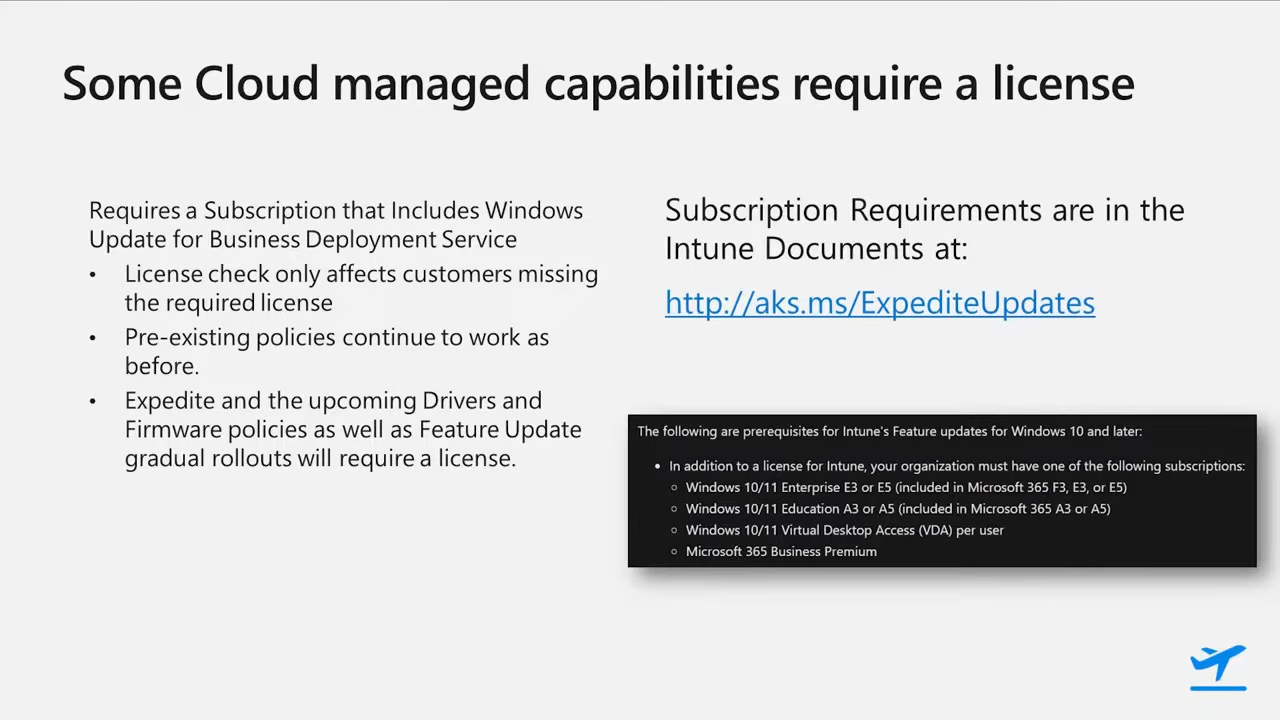 Some Cloud managed capabilities require a license
Requires a Subscription that Includes Windows
Update for Business Deployment Service
• License check only affects customers missing
the required license
• Pre-existing policies continue to work as
before.
• Expedite and the upcoming Drivers and
Firmware policies as well as Feature Update
gradual rollouts will require a license.
Subscription Requirements are in the
Intune Documents at:
http://aks.ms/ExpediteUpdates
The following are prerequisites for Intune's Feature updates for Windows 10 and later:
• In addition to a license for Intune, your organization must have one of the following subscriptions:
○ Windows 10/11 Enterprise E3 or E5 (included in Microsoft 365 F3, E3, or E5)
○ Windows 10/11 Education A3 or A5 (included in Microsoft 365 A3 or A5)
○ Windows 10/11 Virtual Desktop Access (VDA) per user
○ Microsoft 365 Business Premium